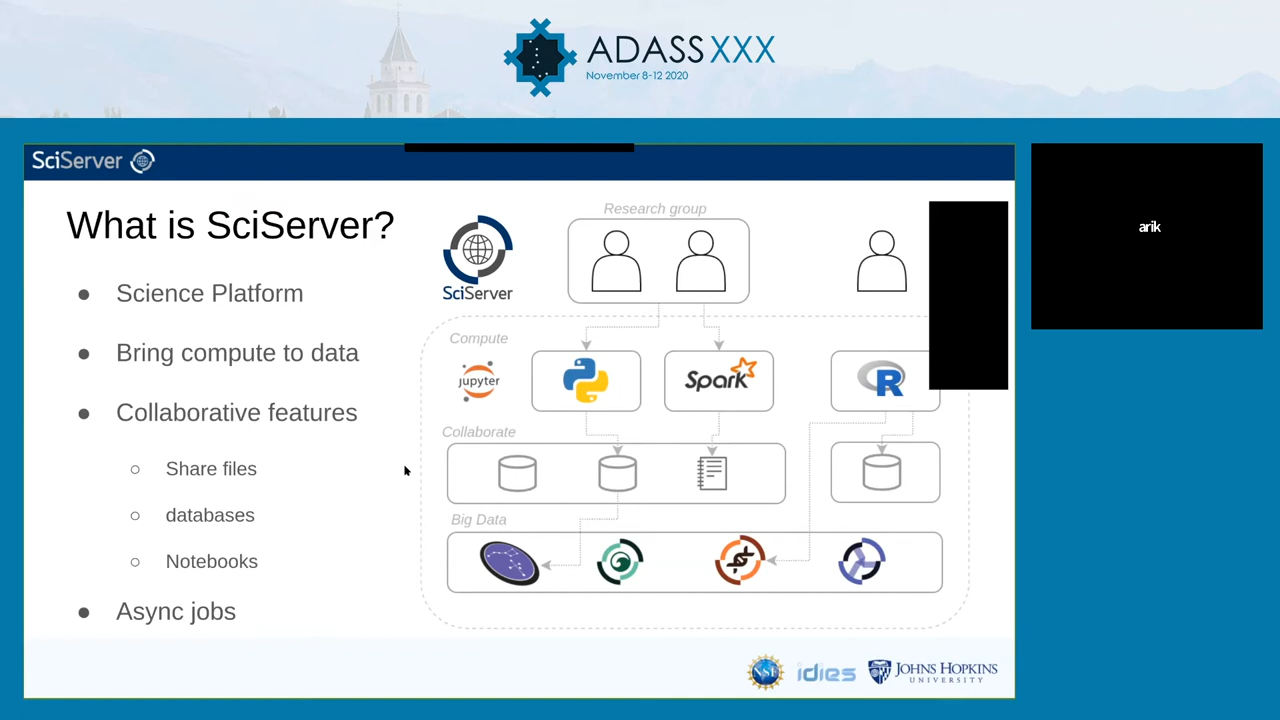 ADASS XXX
November 8-12 2020
SciServer
What is SciServer?
● Science Platform
● Bring compute to data
● Collaborative features
○ Share files
○ databases
○ Notebooks
● Async jobs
SciServer
Research group
Compute
jupyter
Spark
R
Collaborate
Big Data
NSF
idies
JOHNS HOPKINS
UNIVERSITY
arik